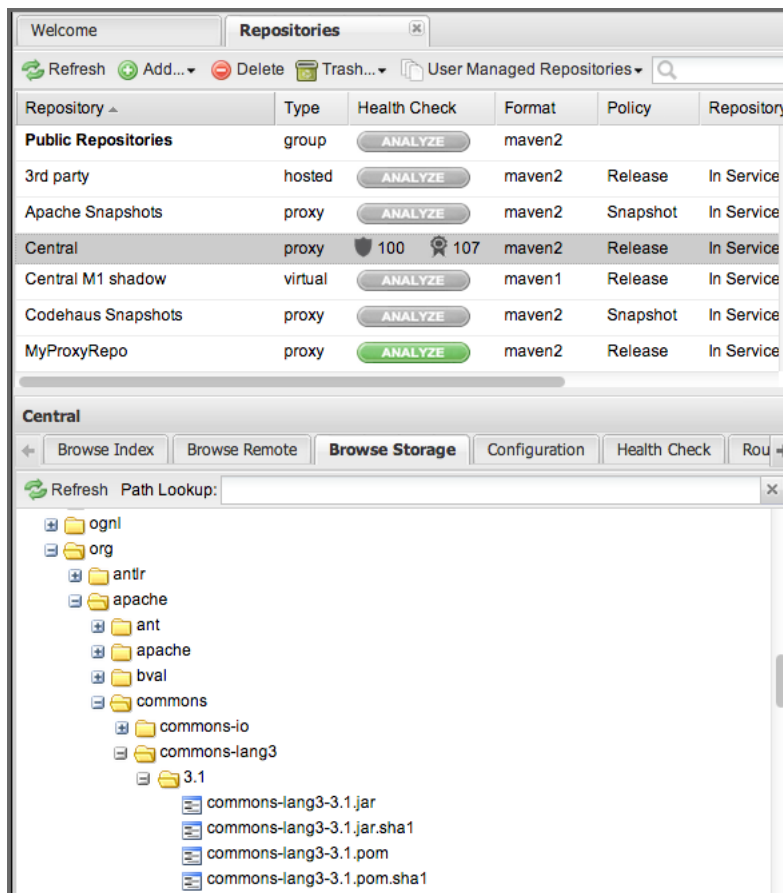 Welcome Repositories
Refresh Add... Delete Trash... User Managed Repositories
Repository Type Health Check Format Policy Repository
Public Repositories group ANALYZE maven2
3rd party hosted ANALYZE maven2 Release In Service
Apache Snapshots proxy ANALYZE maven2 Snapshot In Service
Central proxy 100 107 maven2 Release In Service
Central M1 shadow virtual ANALYZE maven1 Release In Service
Codehaus Snapshots proxy ANALYZE maven2 Snapshot In Service
MyProxyRepo proxy ANALYZE maven2 Release In Service
Central
Browse Index Browse Remote Browse Storage Configuration Health Check Rou
Refresh Path Lookup:
ognl
org
antlr
apache
ant
apache
bval
commons
commons-io
commons-lang3
3.1
commons-lang3-3.1.jar
commons-lang3-3.1.jar.sha1
commons-lang3-3.1.pom
commons-lang3-3.1.pom.sha1